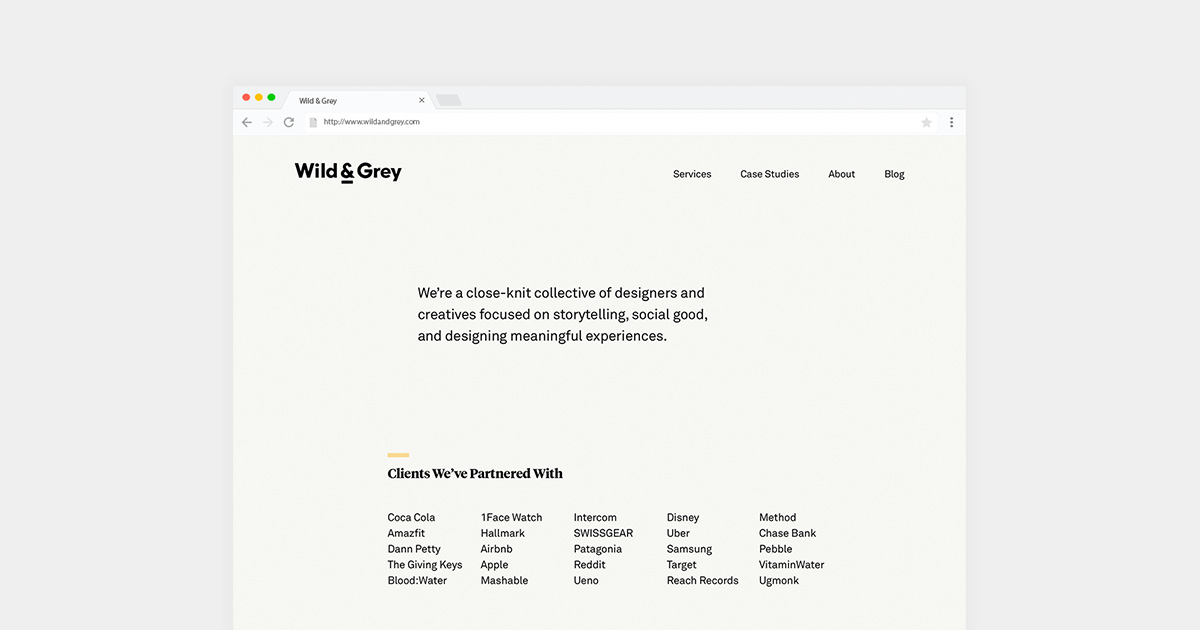 Wild & Grey
http://www.wildandgrey.com
Wild & Grey
Services Case Studies About Blog
We’re a close-knit collective of designers and
creatives focused on storytelling, social good,
and designing meaningful experiences.
Clients We’ve Partnered With
Coca Cola 1Face Watch Intercom Disney Method
Amazfit Hallmark SWISSGEAR Uber Chase Bank
Dann Petty Airbnb Patagonia Samsung Pebble
The Giving Keys Apple Reddit Target VitaminWater
Blood:Water Mashable Ueno Reach Records Ugmonk